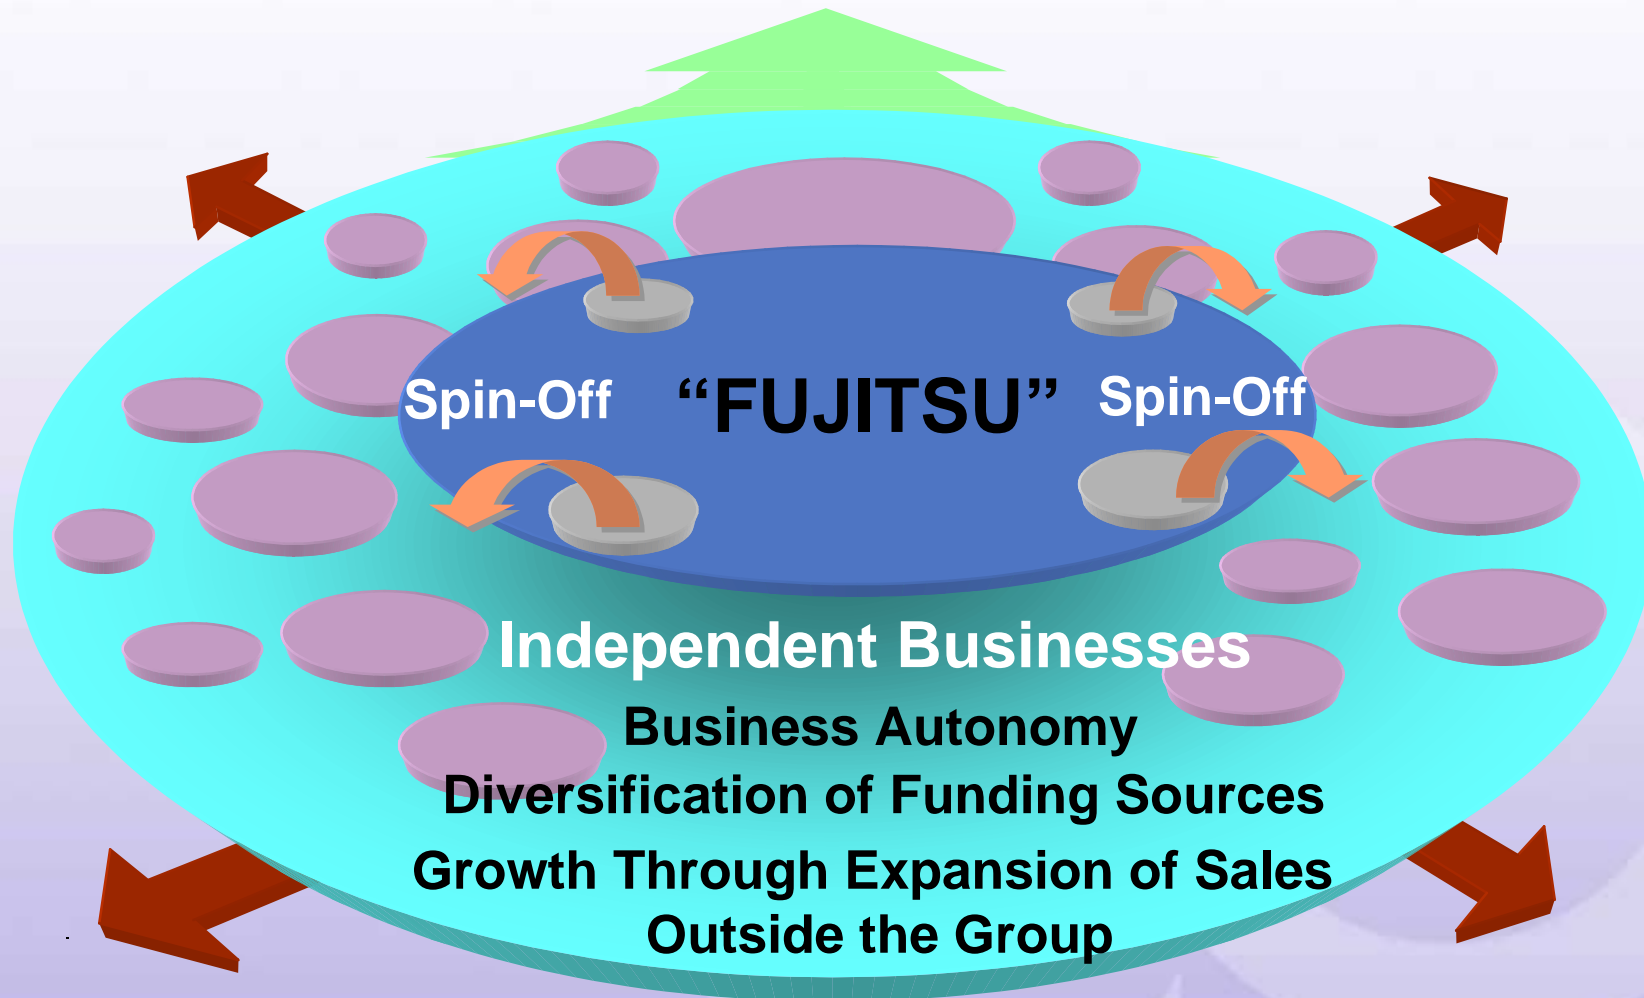 Spin-Off
“FUJITSU”
Spin-Off
Independent Businesses
Business Autonomy
Diversification of Funding Sources
Growth Through Expansion of Sales
Outside the Group